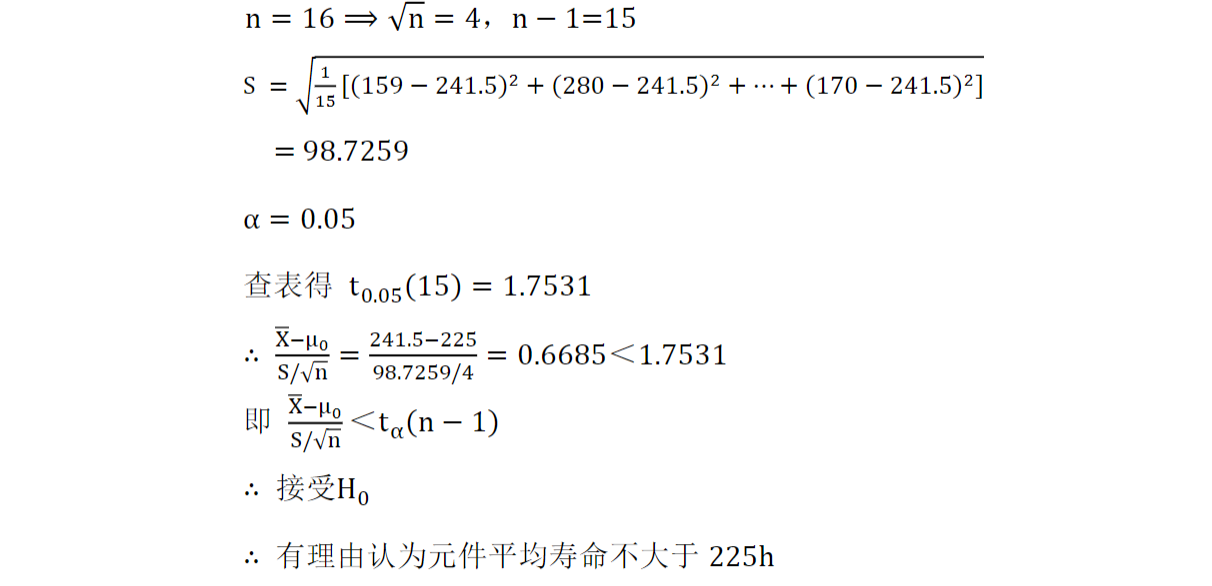 n = 16 ⟹ √n = 4，n − 1=15
S = √(1/15 [(159 − 241.5)² + (280 − 241.5)² + ⋯ + (170 − 241.5)²])
= 98.7259
α = 0.05
查表得 t₀.₀₅(15) = 1.7531
∴ (X̅−μ₀)/(S/√n) = (241.5−225)/(98.7259/4) = 0.6685＜1.7531
即 (X̅−μ₀)/(S/√n)＜t_α(n − 1)
∴ 接受H₀
∴ 有理由认为元件平均寿命不大于 225h